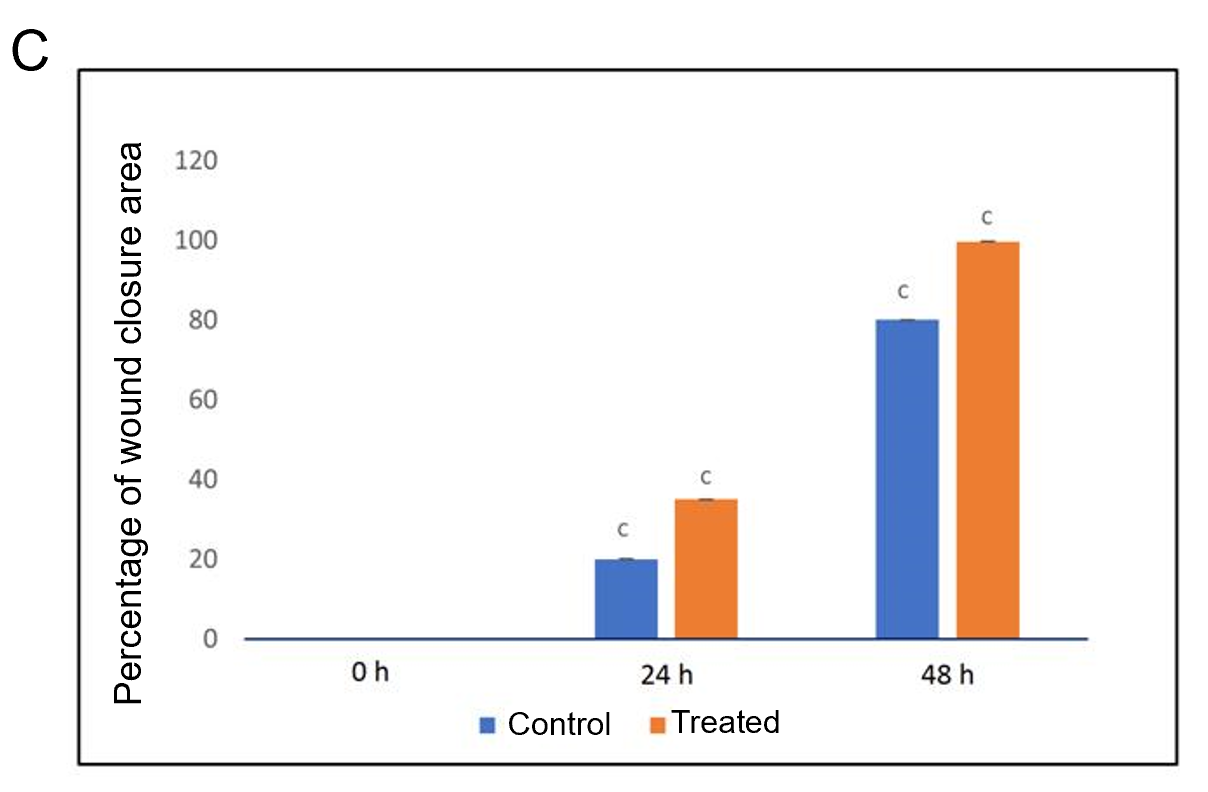 C
Percentage of wound closure area
120
100
80
60
40
20
0
c
c
c
c
0 h
24 h
48 h
Control
Treated